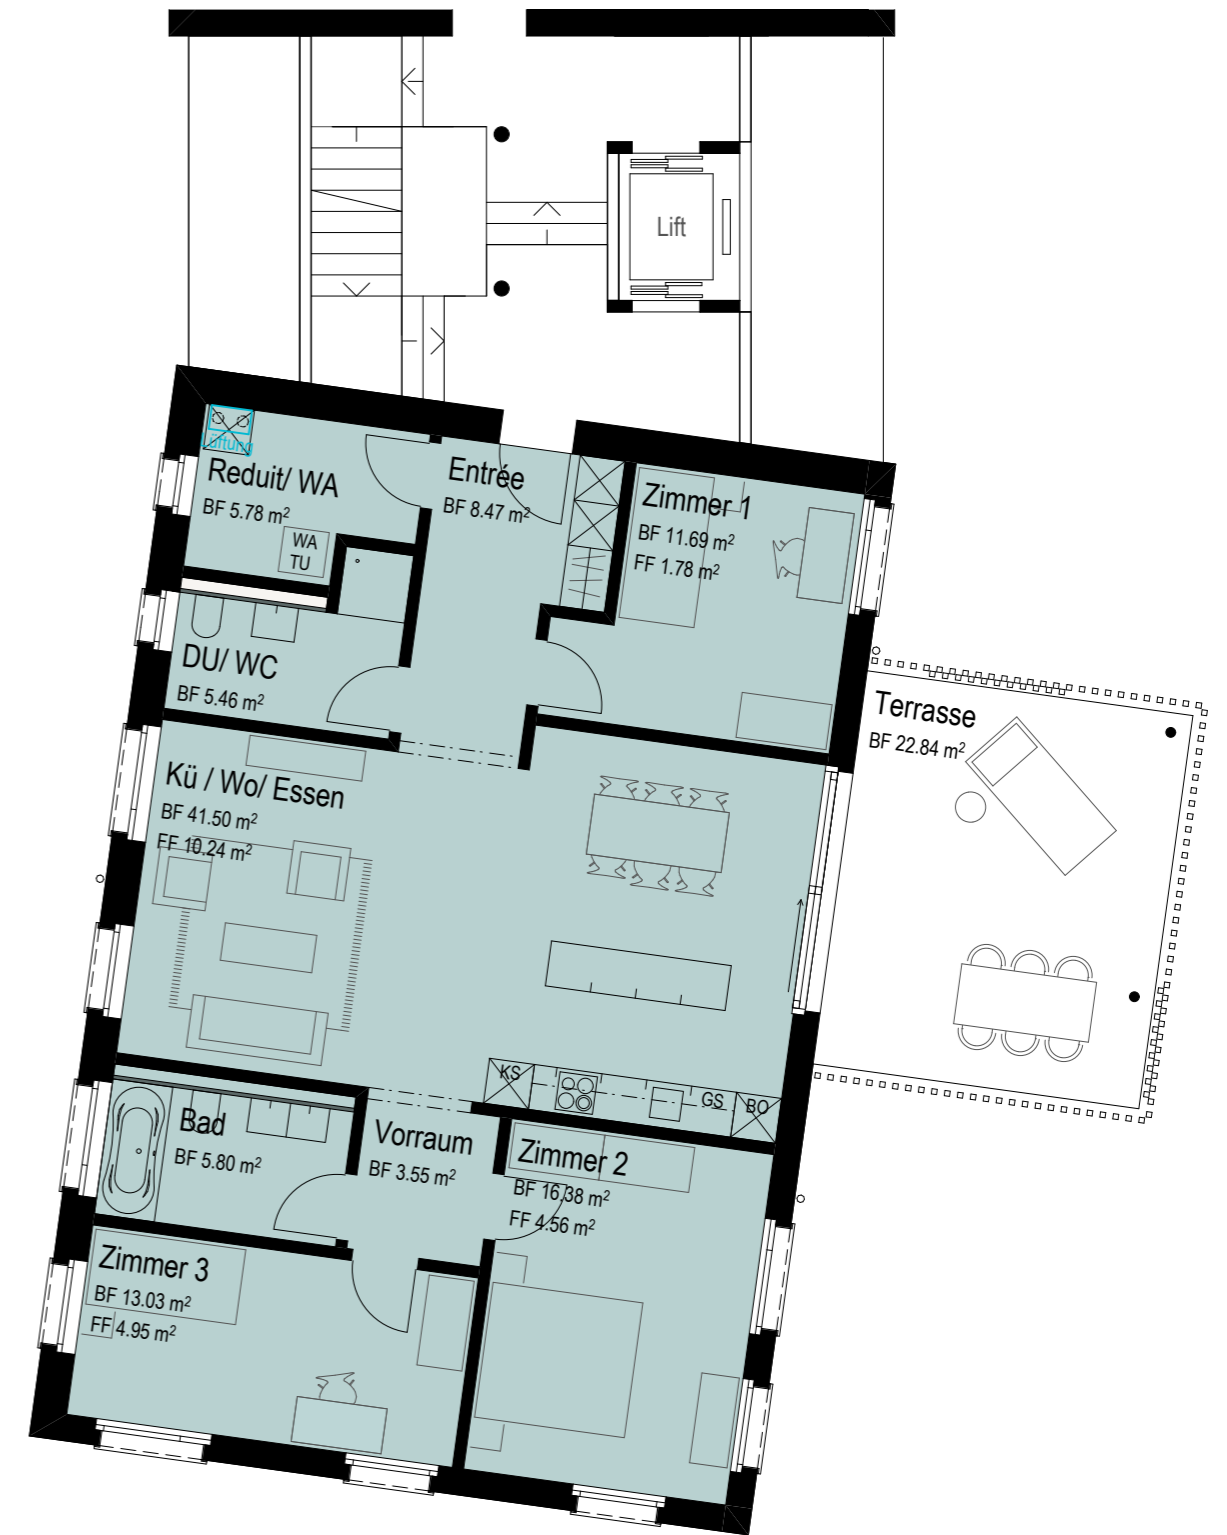 Lift
Lüftung
Reduit/ WA
BF 5.78 m²
WA
TU
Entrée
BF 8.47 m²
Zimmer 1
BF 11.69 m²
FF 1.78 m²
DU/ WC
BF 5.46 m²
Terrasse
BF 22.84 m²
Kü / Wo/ Essen
BF 41.50 m²
FF 10.24 m²
KS
GS
BO
Bad
BF 5.80 m²
Vorraum
BF 3.55 m²
Zimmer 2
BF 16.38 m²
FF 4.56 m²
Zimmer 3
BF 13.03 m²
FF 4.95 m²